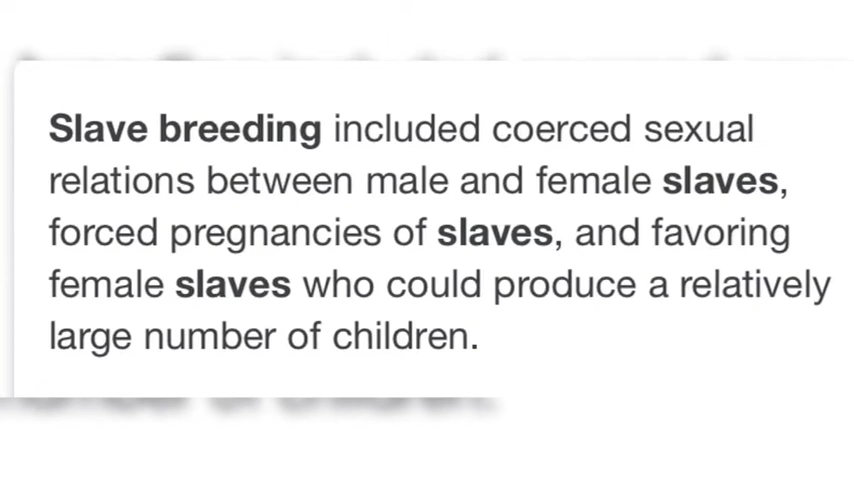 Slave breeding included coerced sexual
relations between male and female slaves,
forced pregnancies of slaves, and favoring
female slaves who could produce a relatively
large number of children.